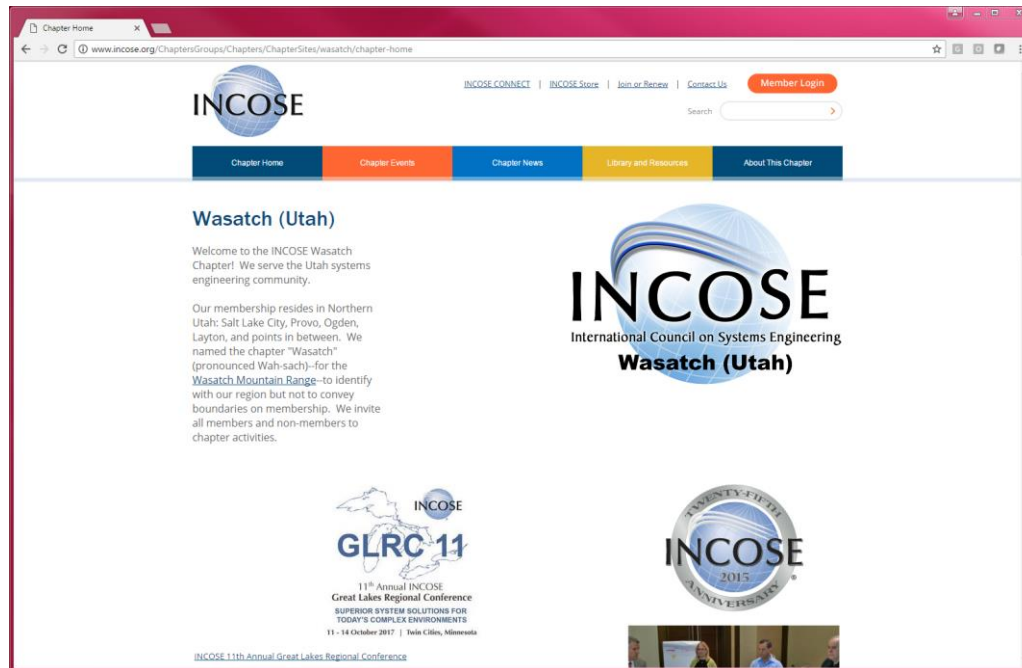 Chapter Home
www.incose.org/ChaptersGroups/Chapters/ChapterSites/wasatch/chapter-home
INCOSE
INCOSE CONNECT | INCOSE Store | Join or Renew | Contact Us
Member Login
Search
Chapter Home
Chapter Events
Chapter News
Library and Resources
About This Chapter
Wasatch (Utah)
Welcome to the INCOSE Wasatch
Chapter! We serve the Utah systems
engineering community.
Our membership resides in Northern
Utah: Salt Lake City, Provo, Ogden,
Layton, and points in between. We
named the chapter "Wasatch"
(pronounced Wah-sach)--for the
Wasatch Mountain Range--to identify
with our region but not to convey
boundaries on membership. We invite
all members and non-members to
chapter activities.
INCOSE
International Council on Systems Engineering
Wasatch (Utah)
INCOSE
GLRC 11
11th Annual INCOSE
Great Lakes Regional Conference
SUPERIOR SYSTEM SOLUTIONS FOR
TODAY'S COMPLEX ENVIRONMENTS
11 - 14 October 2017 | Twin Cities, Minnesota
INCOSE 11th Annual Great Lakes Regional Conference
TWENTY-FIFTH
INCOSE
2015
®
ANNIVERSARY